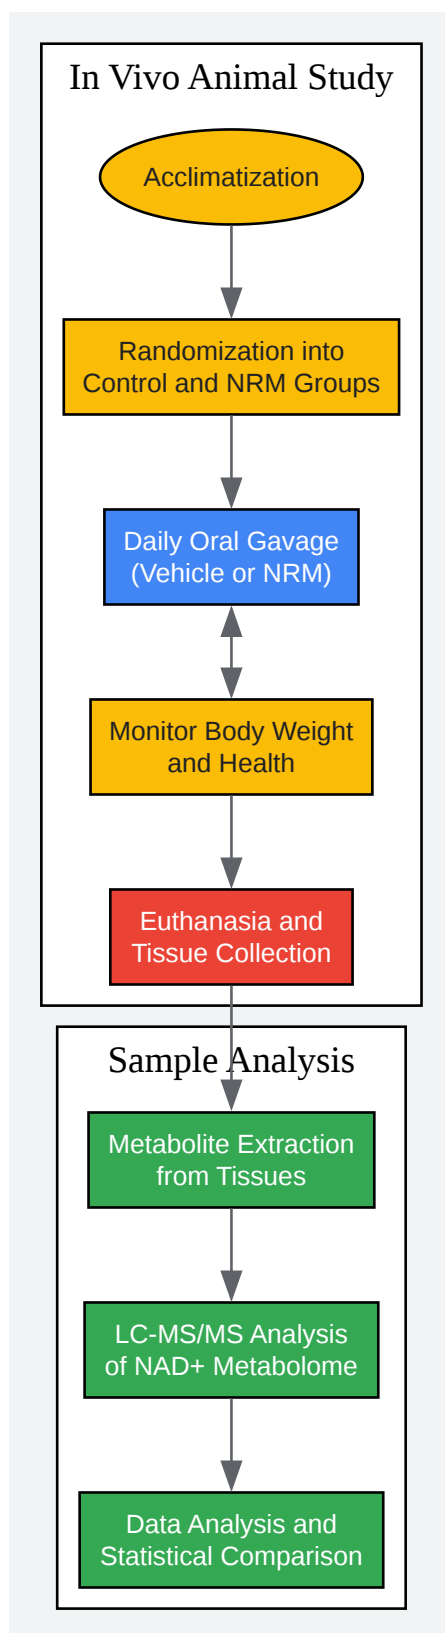 In Vivo Animal Study
Acclimatization
Randomization into
Control and NRM Groups
Daily Oral Gavage
(Vehicle or NRM)
Monitor Body Weight
and Health
Euthanasia and
Tissue Collection
Sample Analysis
Metabolite Extraction
from Tissues
LC-MS/MS Analysis
of NAD+ Metabolome
Data Analysis and
Statistical Comparison